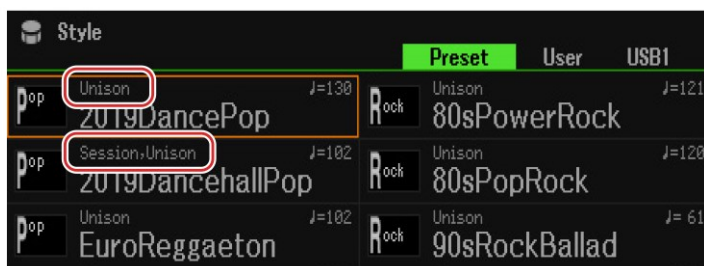 Style
Preset User USB1
Pop Unison ♩=130 Rock Unison ♩=121
2019DancePop 80sPowerRock
Pop Session,Unison ♩=102 Rock Unison ♩=120
2019DancehallPop 80sPopRock
Pop Unison ♩=102 Rock Unison ♩= 61
EuroReggaeton 90sRockBallad